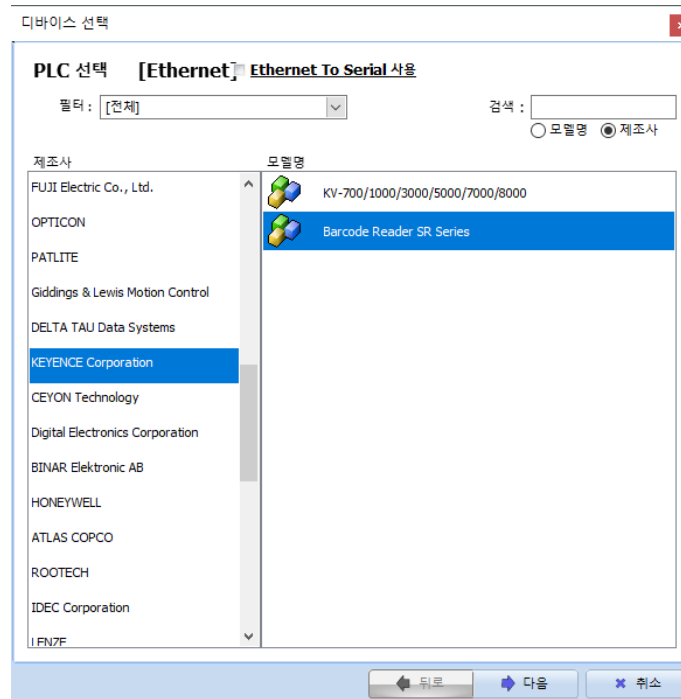 디바이스 선택
PLC 선택 [Ethernet] Ethernet To Serial 사용
필터 : [전체] 검색 :
모델명 제조사
제조사 모델명
FUJI Electric Co., Ltd.
OPTICON
PATLITE
Giddings & Lewis Motion Control
DELTA TAU Data Systems
KEYENCE Corporation
CEYON Technology
Digital Electronics Corporation
BINAR Elektronic AB
HONEYWELL
ATLAS COPCO
ROOTECH
IDEC Corporation
LENZE
KV-700/1000/3000/5000/7000/8000
Barcode Reader SR Series
뒤로 다음 취소